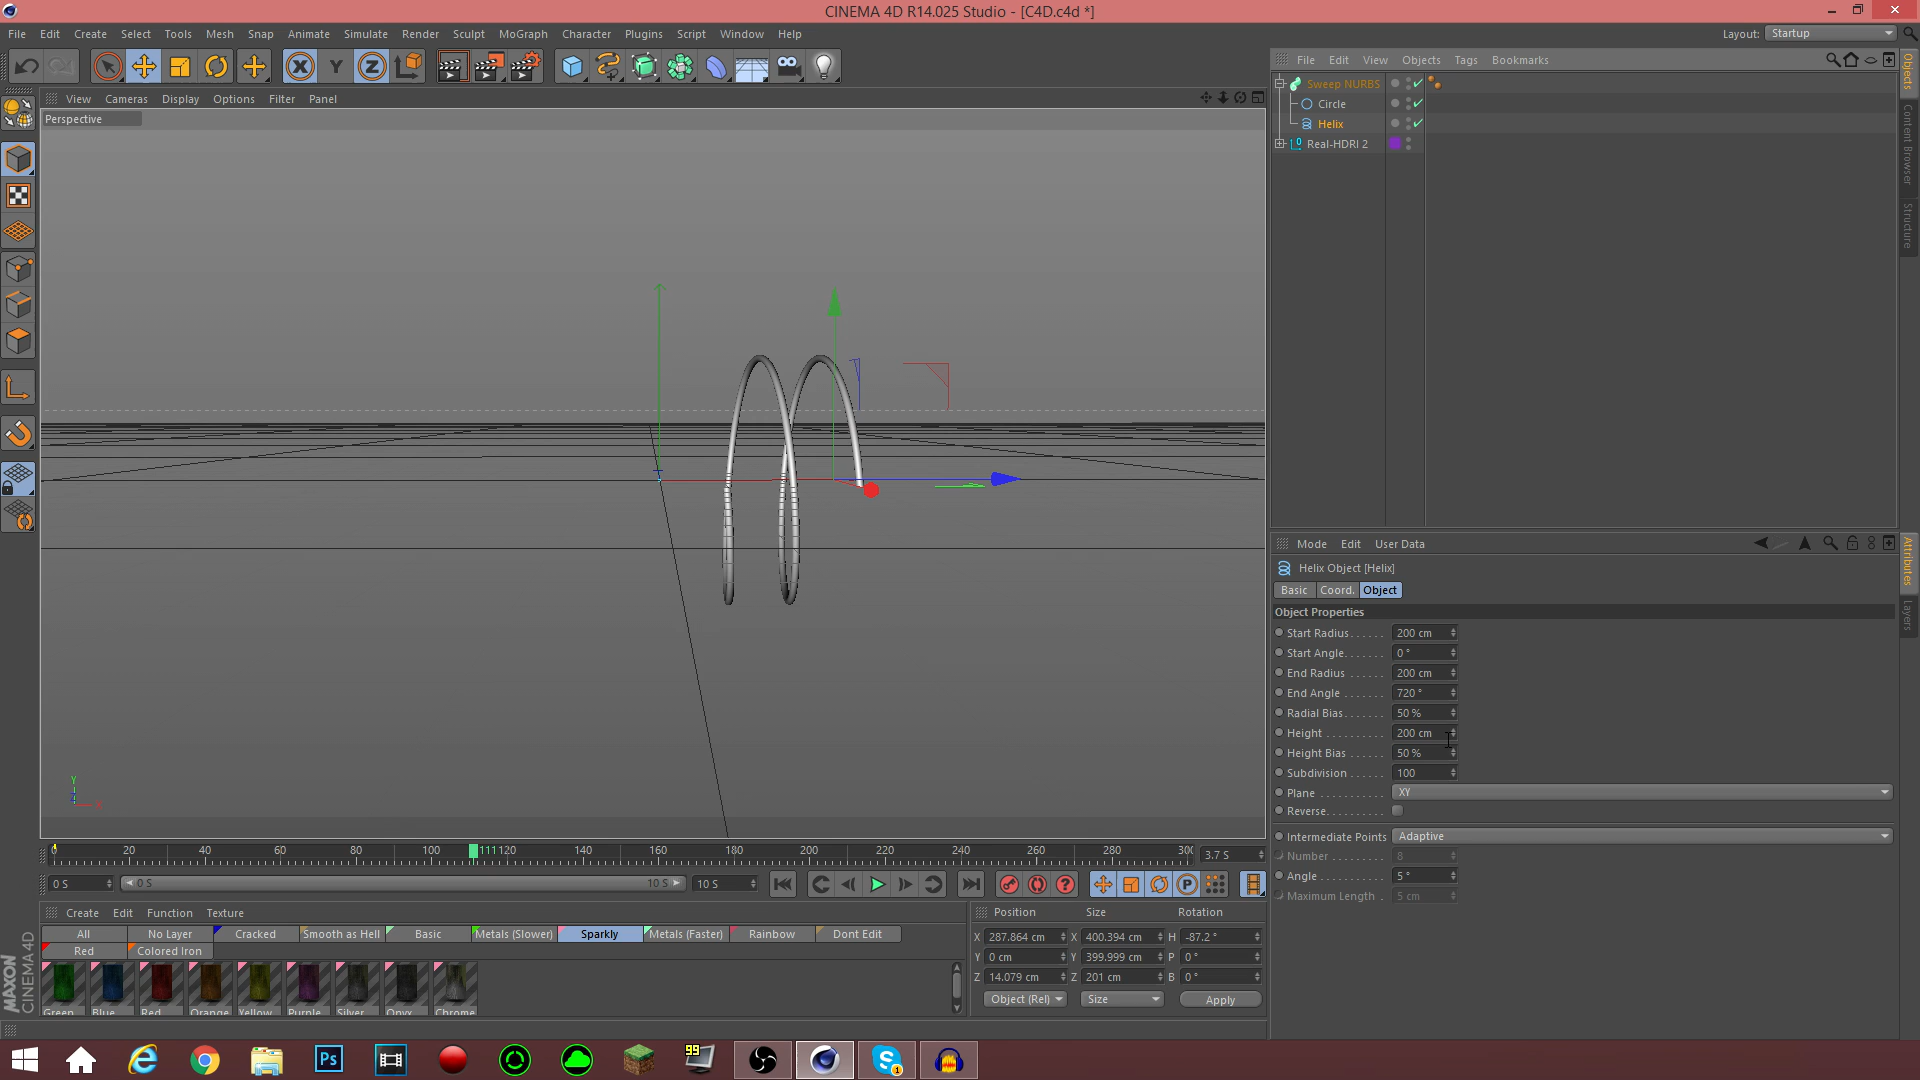 CINEMA 4D R14.025 Studio - [C4D.c4d *]
File Edit Create Select Tools Mesh Snap Animate Simulate Render Sculpt MoGraph Character Plugins Script Window Help
Layout: Startup
X Y Z
File Edit View Objects Tags Bookmarks
View Cameras Display Options Filter Panel
Perspective
Sweep NURBS
Circle
Helix
Real-HDRI 2
Objects
Content Browser
Structure
Mode Edit User Data
Helix Object [Helix]
Basic Coord. Object
Object Properties
Start Radius...... 200 cm
Start Angle....... 0 °
End Radius ...... 200 cm
End Angle ....... 720 °
Radial Bias....... 50 %
Height .......... 200 cm
Height Bias ...... 50 %
Subdivision ...... 100
Plane ........... XY
Reverse..........
Intermediate Points Adaptive
Number ......... 8
Angle ........... 5 °
Maximum Length . 5 cm
Attributes
Layers
Y
Z
X
0 20 40 60 80 100 111 120 140 160 180 200 220 240 260 280 300
3.7 S
0 S 0 S 10 S 10 S
Create Edit Function Texture
All No Layer Cracked Smooth as Hell Basic Metals (Slower) Sparkly Metals (Faster) Rainbow Dont Edit
Red Colored Iron
Green Blue Red Orange Yellow Purple Silver Onyx Chrome
Position Size Rotation
X 287.864 cm X 400.394 cm H -87.2 °
Y 0 cm Y 399.999 cm P 0 °
Z 14.079 cm Z 201 cm B 0 °
Object (Rel) Size Apply
MAXON
CINEMA 4D
Ps
99
1